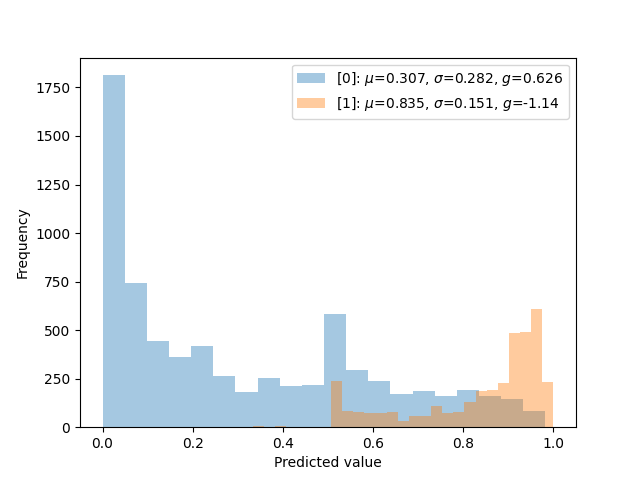 [0]: μ=0.307, σ=0.282, g=0.626
[1]: μ=0.835, σ=0.151, g=-1.14
1750
1500
1250
1000
750
500
250
0
Frequency
0.0 0.2 0.4 0.6 0.8 1.0
Predicted value